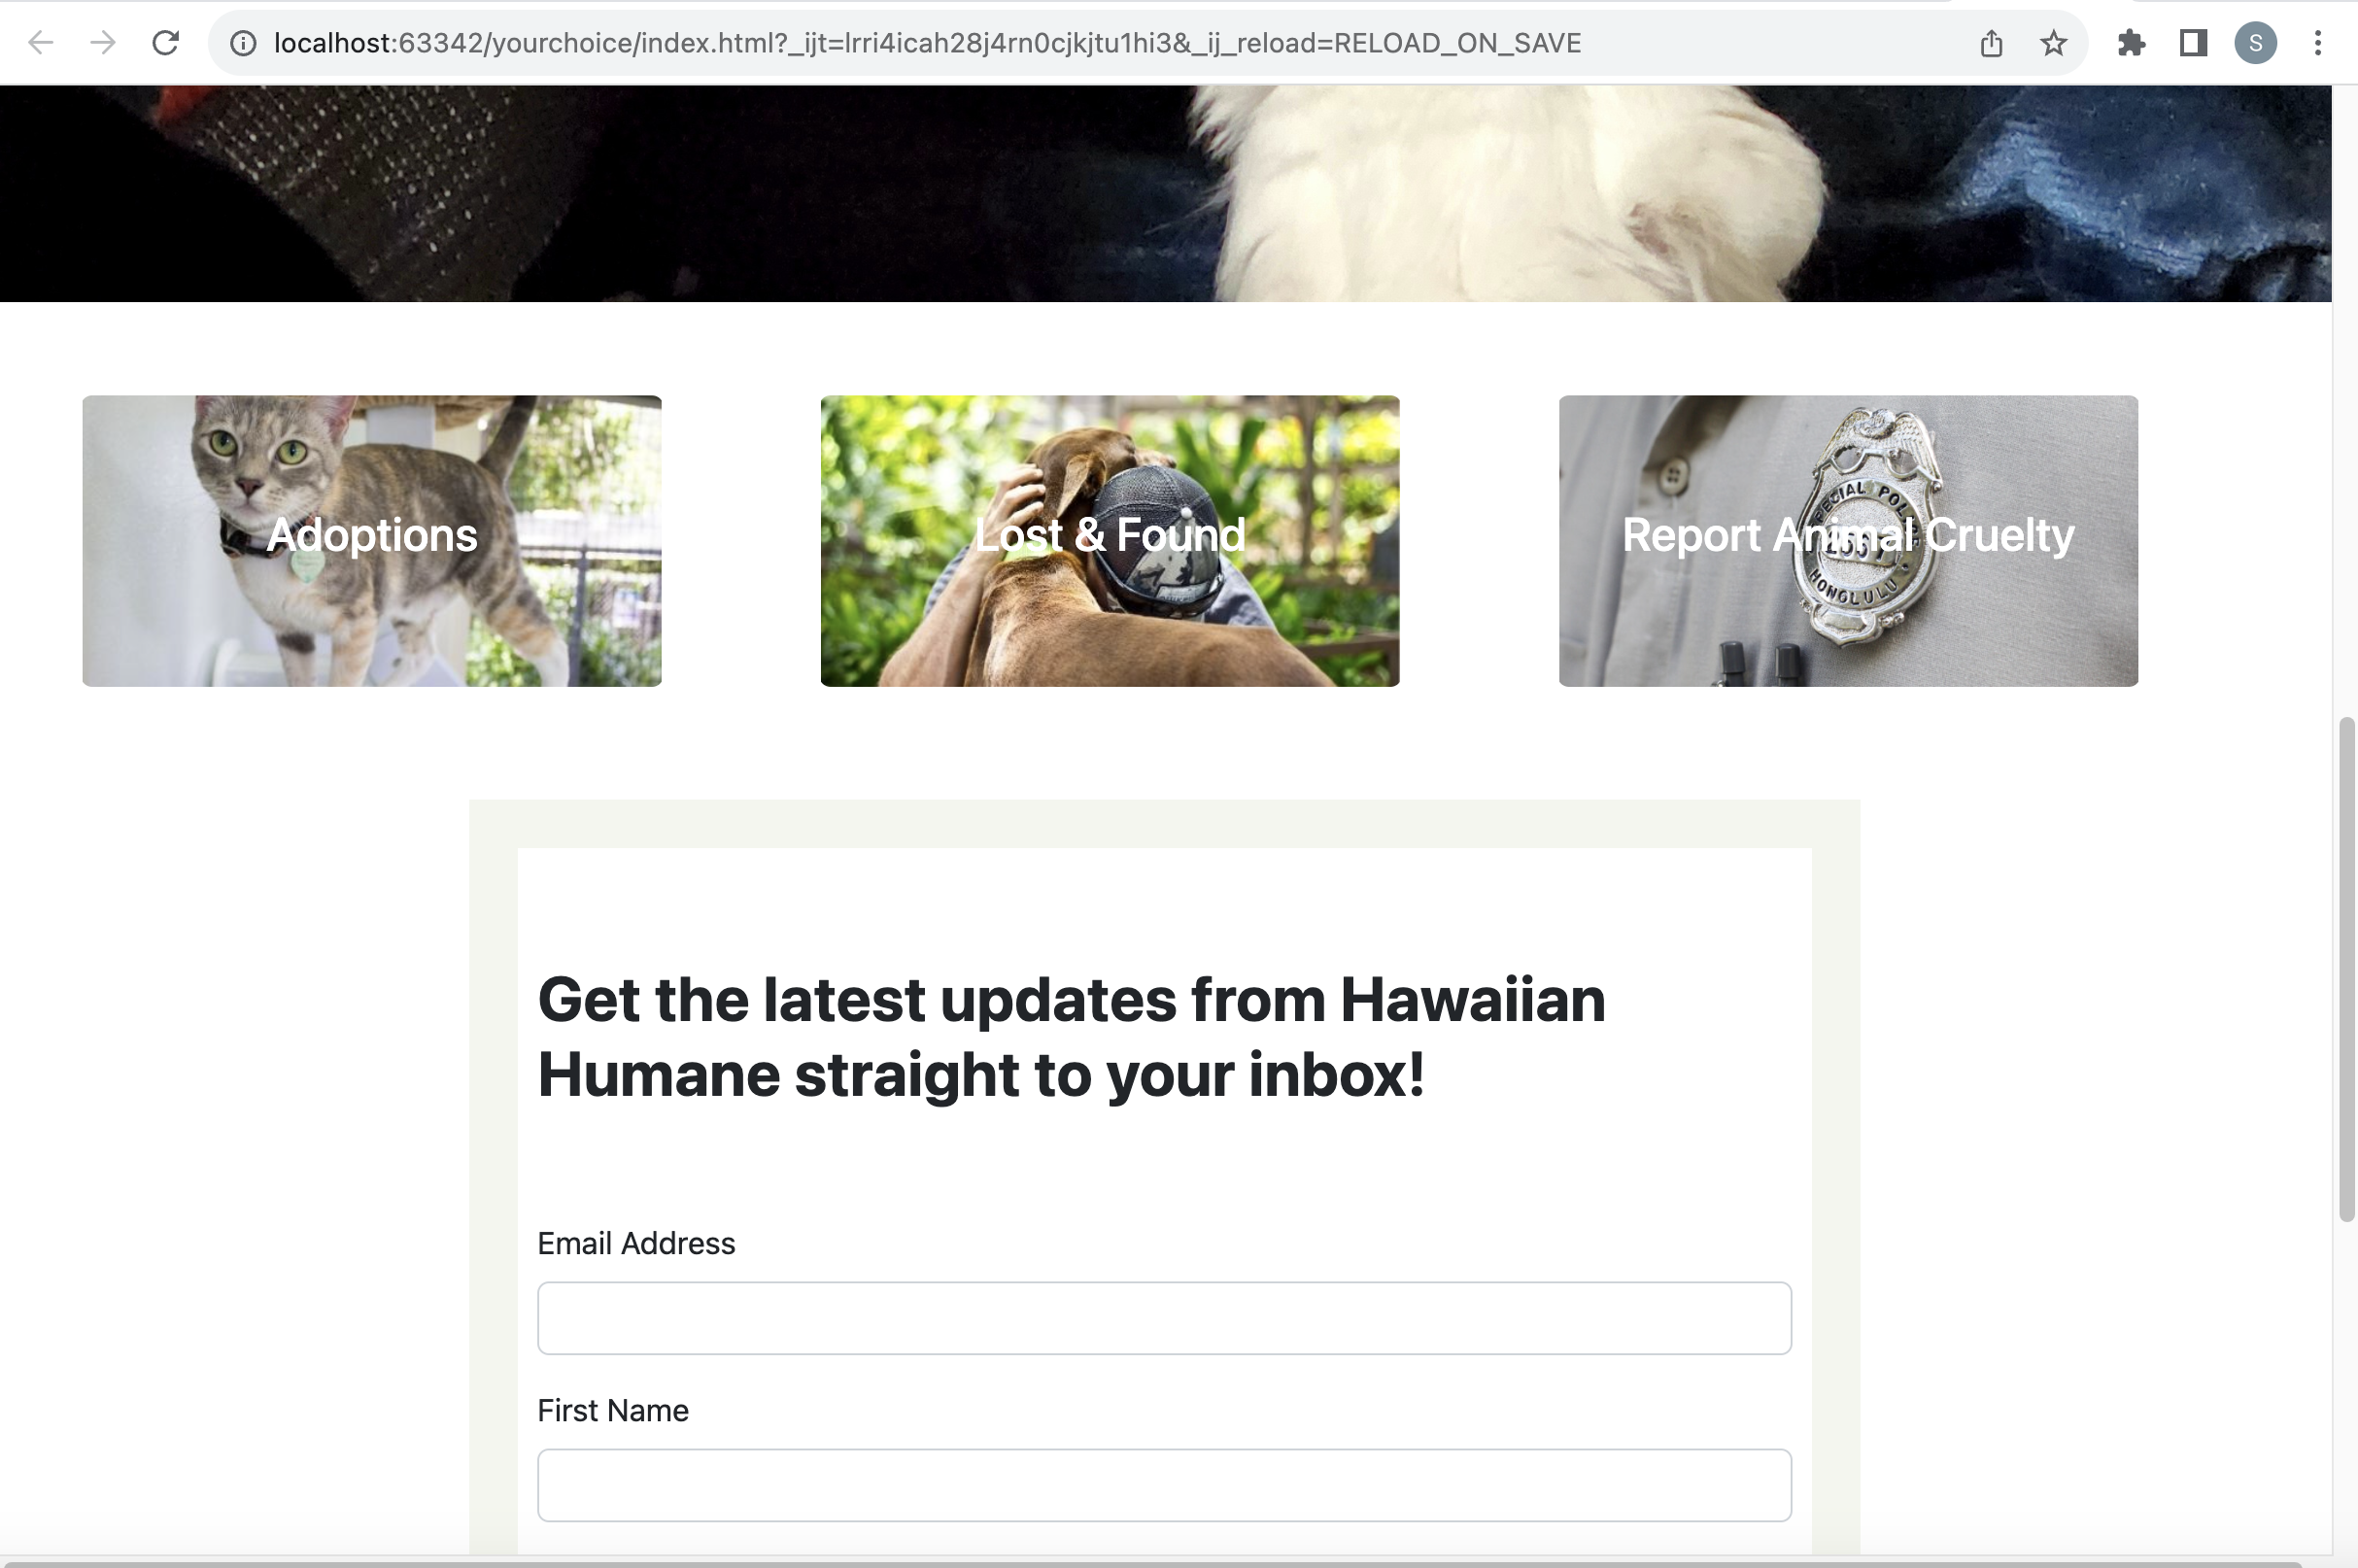 localhost:63342/yourchoice/index.html?_ijt=lrri4icah28j4rn0cjkjtu1hi3&_ij_reload=RELOAD_ON_SAVE
S
Adoptions
Lost & Found
Report Animal Cruelty
HONOLULU
Get the latest updates from Hawaiian
Humane straight to your inbox!
Email Address
First Name